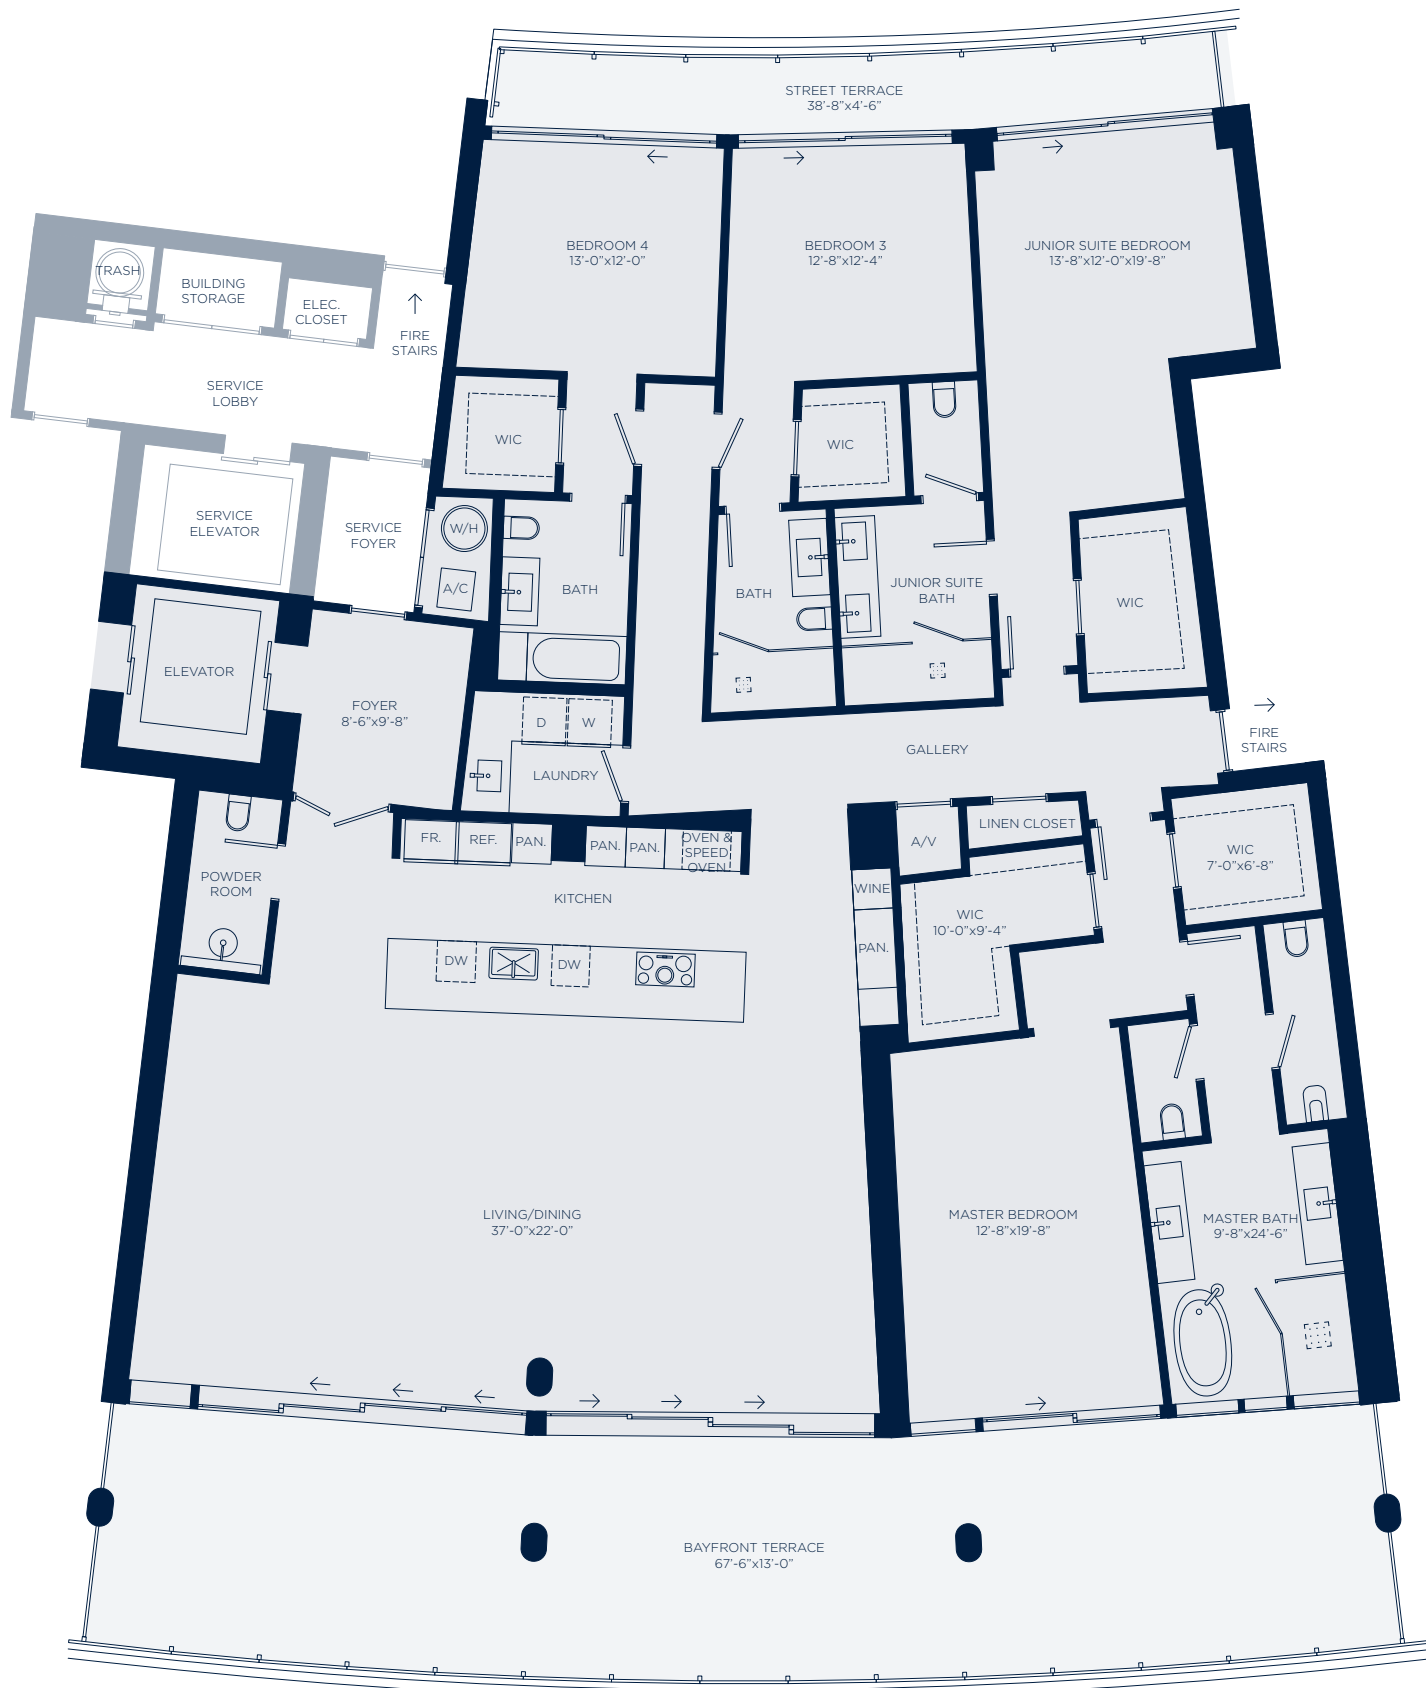 STREET TERRACE
38'-8"x4'-6"
BEDROOM 4
13'-0"x12'-0"
BEDROOM 3
12'-8"x12'-4"
JUNIOR SUITE BEDROOM
13'-8"x12'-0"x19'-8"
TRASH
BUILDING
STORAGE
ELEC.
CLOSET
FIRE
STAIRS
SERVICE
LOBBY
WIC
WIC
SERVICE
ELEVATOR
SERVICE
FOYER
W/H
A/C
BATH
BATH
JUNIOR SUITE
BATH
WIC
ELEVATOR
FOYER
8'-6"x9'-8"
D
W
LAUNDRY
GALLERY
FIRE
STAIRS
FR.
REF.
PAN.
PAN.
PAN.
OVEN &
SPEED
OVEN
A/V
LINEN CLOSET
WIC
7'-0"x6'-8"
POWDER
ROOM
KITCHEN
WINE
PAN.
WIC
10'-0"x9'-4"
DW
DW
LIVING/DINING
37'-0"x22'-0"
MASTER BEDROOM
12'-8"x19'-8"
MASTER BATH
9'-8"x24'-6"
BAYFRONT TERRACE
67'-6"x13'-0"